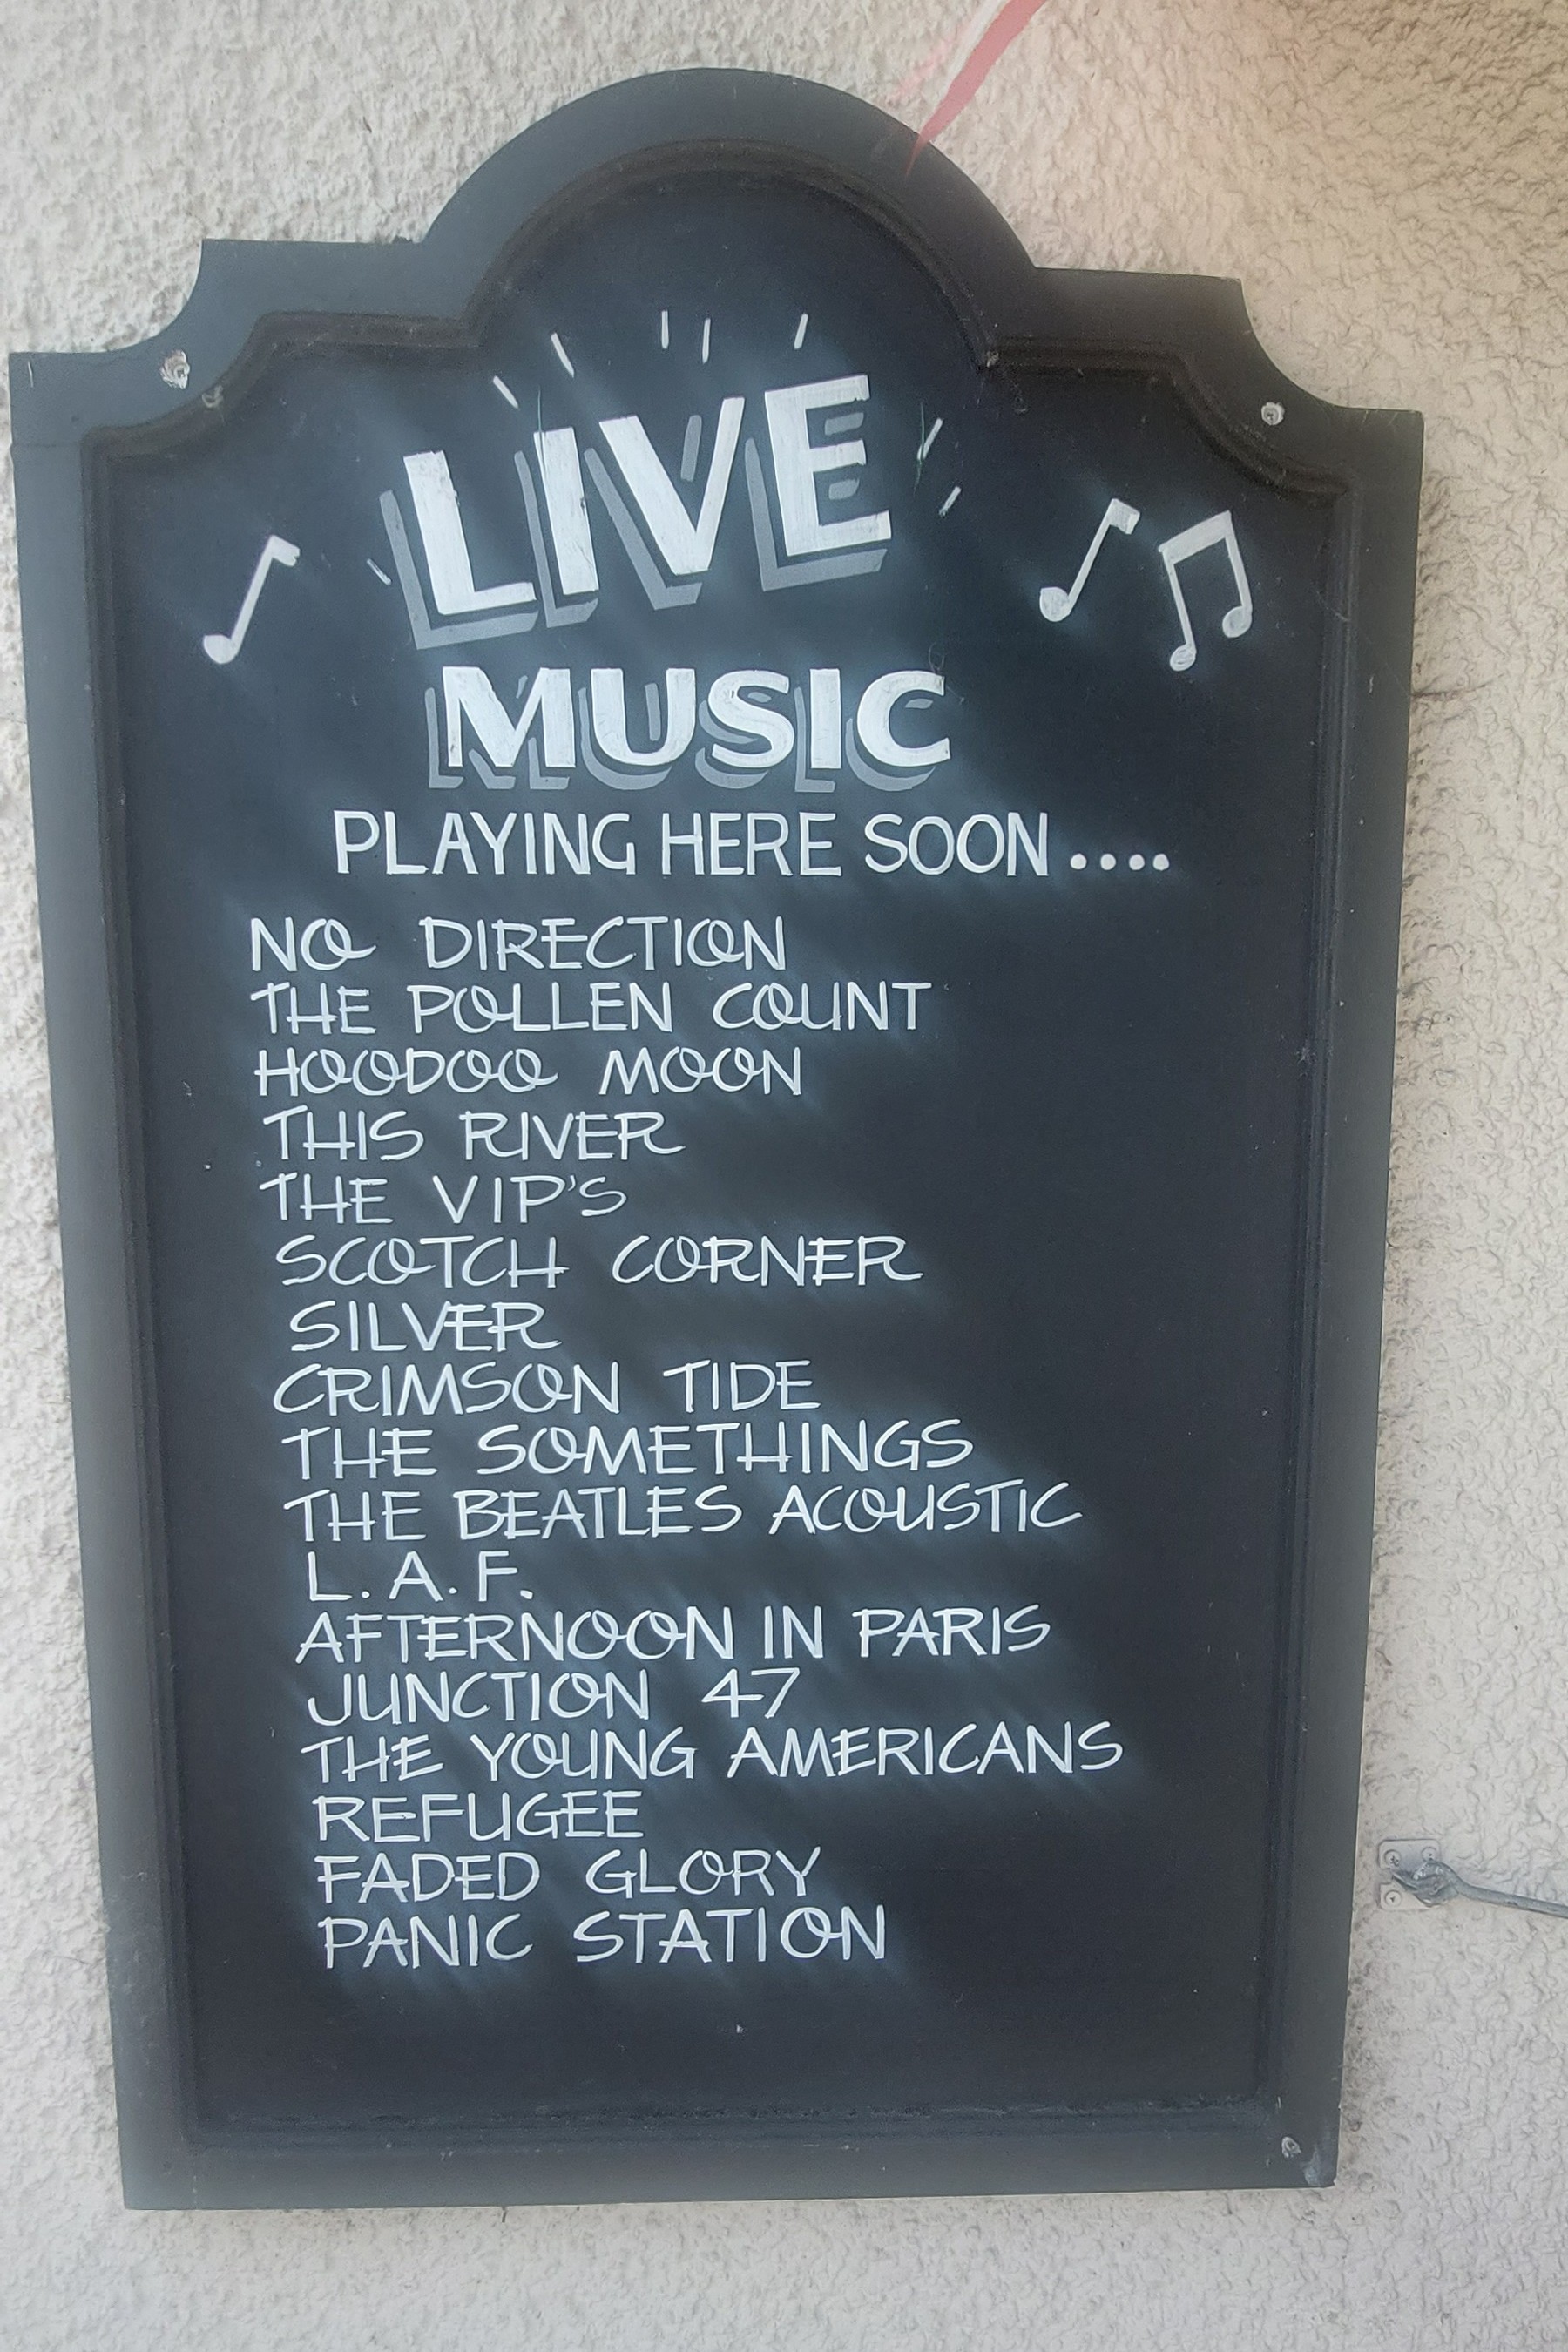 LIVE
MUSIC
PLAYING HERE SOON ....
NO DIRECTION
THE POLLEN COUNT
HOODOO MOON
THIS RIVER
THE VIP'S
SCOTCH CORNER
SILVER
CRIMSON TIDE
THE SOMETHINGS
THE BEATLES ACOUSTIC
L.A.F.
AFTERNOON IN PARIS
JUNCTION 47
THE YOUNG AMERICANS
REFUGEE
FADED GLORY
PANIC STATION